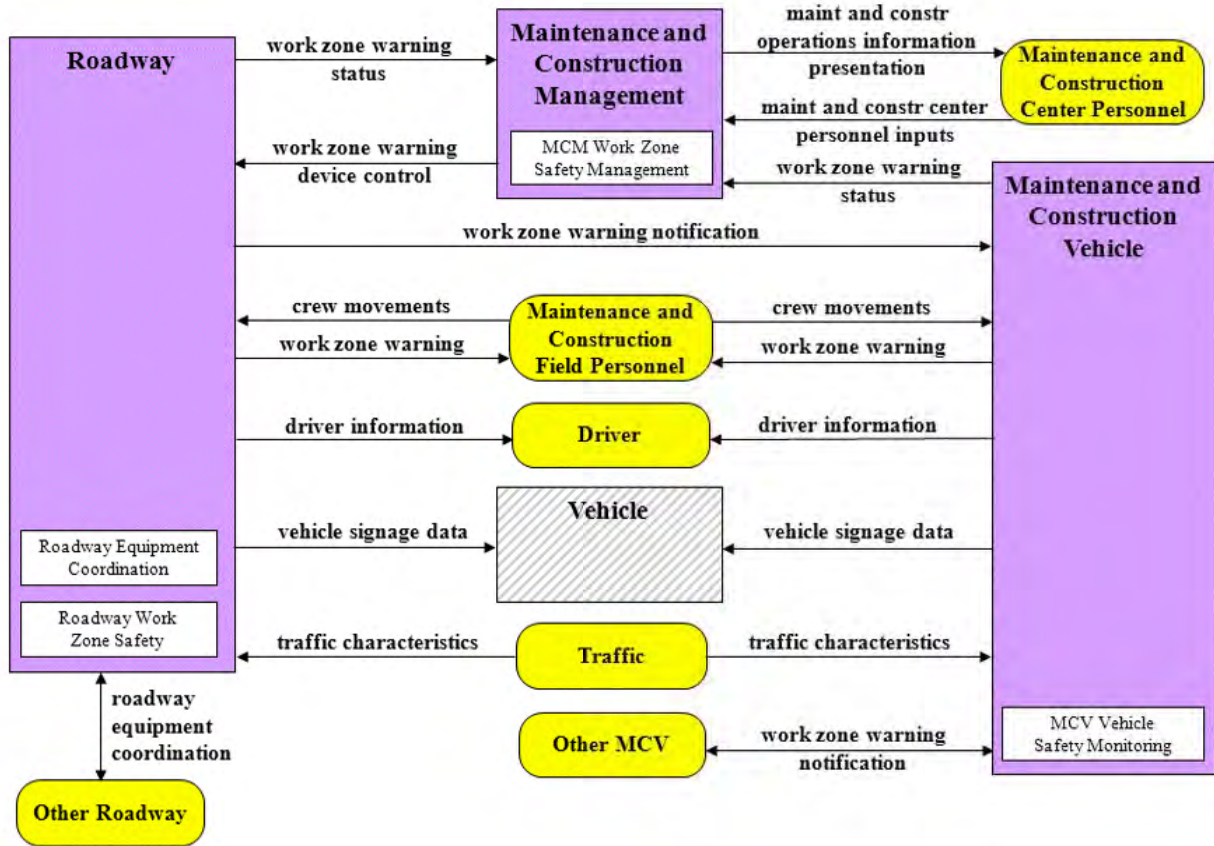 Roadway
work zone warning
status
Maintenance and
Construction
Management
maint and constr
operations information
presentation
Maintenance and
Construction
Center Personnel
maint and constr center
personnel inputs
work zone warning
device control
MCM Work Zone
Safety Management
work zone warning
status
Maintenance and
Construction
Vehicle
work zone warning notification
crew movements
Maintenance and
Construction
Field Personnel
crew movements
work zone warning
work zone warning
driver information
Driver
driver information
Vehicle
vehicle signage data
vehicle signage data
Roadway Equipment
Coordination
Roadway Work
Zone Safety
traffic characteristics
Traffic
traffic characteristics
roadway
equipment
coordination
Other MCV
work zone warning
notification
MCV Vehicle
Safety Monitoring
Other Roadway